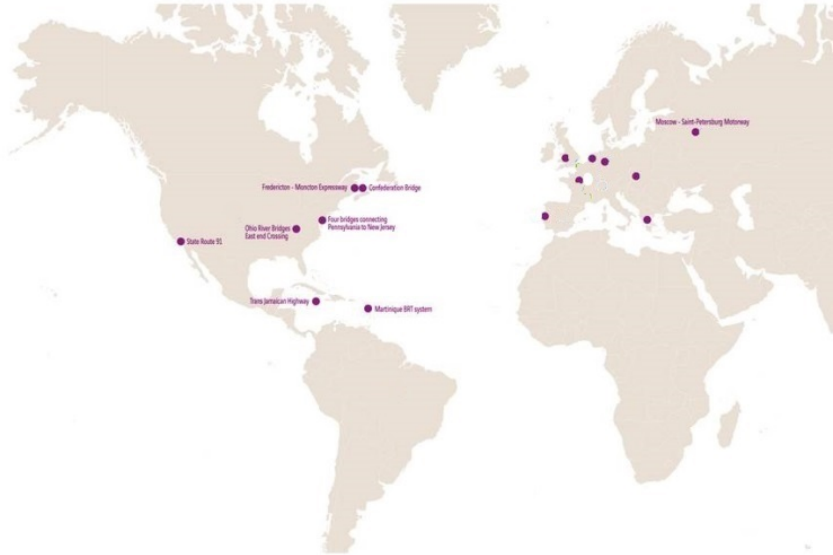 Moscow - Saint-Petersburg Motorway
Fredericton - Moncton Expressway
Confederation Bridge
Four bridges connecting
Pennsylvania to New Jersey
Ohio River Bridges
East end Crossing
State Route 91
Trans Jamaican Highway
Martinique BRT system